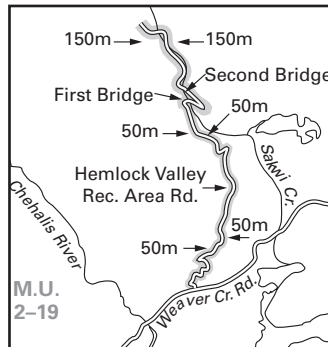 150m
150m
Second Bridge
First Bridge
50m
50m
Hemlock Valley
Rec. Area Rd.
Sakwi Cr.
Chehalis River
50m
50m
M.U.
2–19
Weaver Cr. Rd.